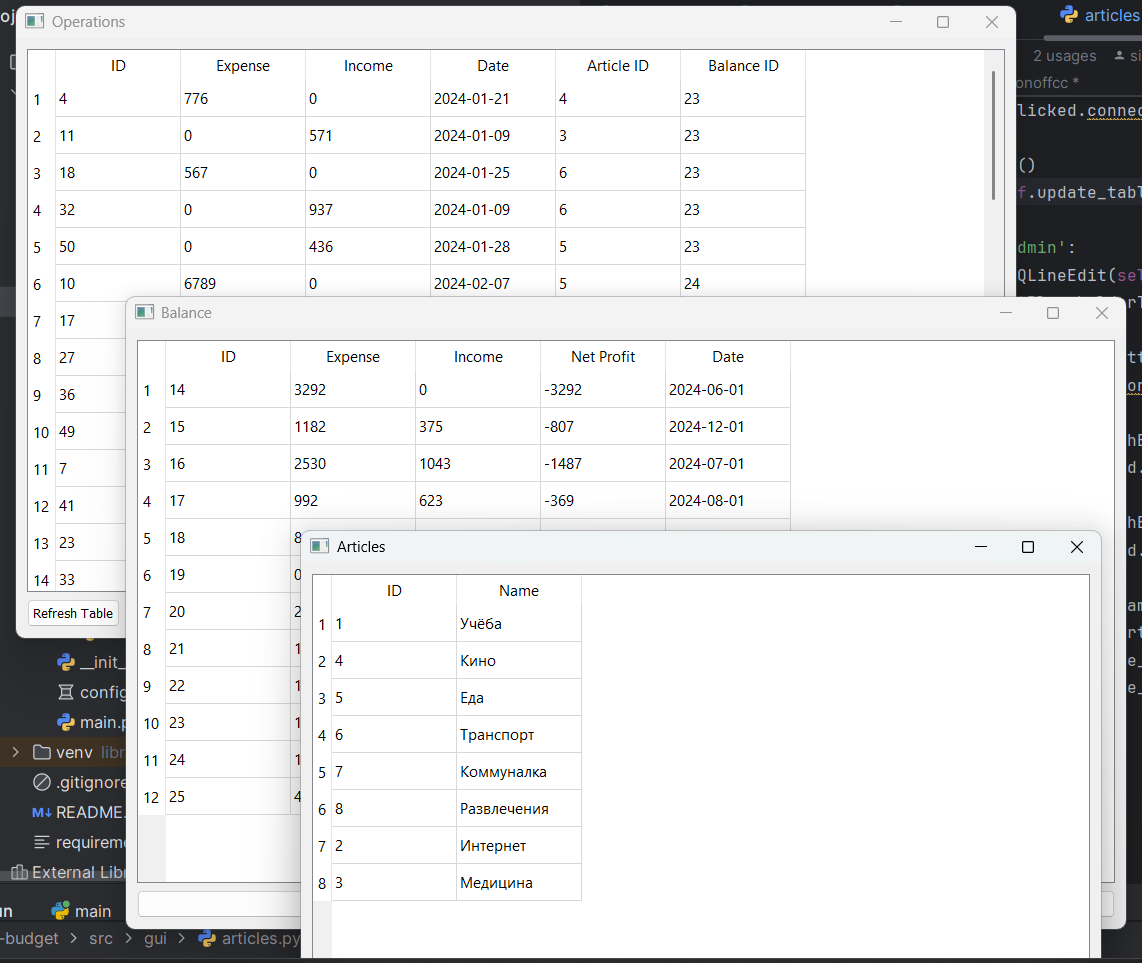 Operations
ID Expense Income Date Article ID Balance ID
1 4 776 0 2024-01-21 4 23
2 11 0 571 2024-01-09 3 23
3 18 567 0 2024-01-25 6 23
4 32 0 937 2024-01-09 6 23
5 50 0 436 2024-01-28 5 23
6 10 6789 0 2024-02-07 5 24
7 17
8 27
9 36
10 49
11 7
12 41
13 23
14 33
Refresh Table
Balance
ID Expense Income Net Profit Date
1 14 3292 0 -3292 2024-06-01
2 15 1182 375 -807 2024-12-01
3 16 2530 1043 -1487 2024-07-01
4 17 992 623 -369 2024-08-01
5 18 8
6 19 0
7 20 2
8 21 1
9 22 1
10 23 1
11 24 1
12 25 4
Articles
ID Name
1 1 Учёба
2 4 Кино
3 5 Еда
4 6 Транспорт
5 7 Коммуналка
6 8 Развлечения
7 2 Интернет
8 3 Медицина
articles
2 usages si
onoffcc *
licked.connec
()
f.update_tabl
dmin':
QLineEdit(sel
__init_
config
main.p
venv libr
.gitignore
M↓ README.
requireme
External Libr
un main
-budget > src > gui > articles.py